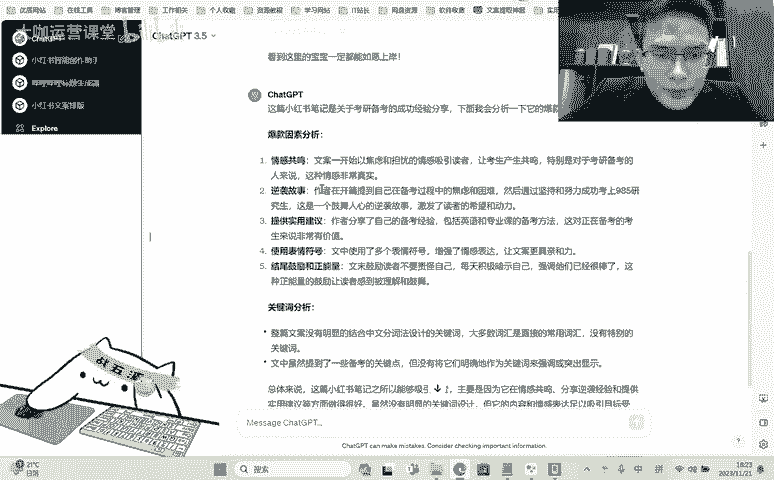 优质网站 在线工具 博客管理 工作相关 个人收藏 资源教程 学习网站 IT站长 网盘资源 软件收费 文案提取神器
大咖运营课堂
ChatGPT 3.5
小红书智能创作助手
小红书文案排版
Explore
看到这里的宝宝一定都能如愿上岸！
ChatGPT
这篇小红书笔记是关于考研备考的成功经验分享，下面我会分析一下它的爆款
爆款因素分析：
1. 情感共鸣：文案一开始以焦虑和担忧的情感吸引读者，让考生产生共鸣，特别是对于考研备考的
人来说，这种情感非常真实。
2. 逆袭故事：作者在开篇提到自己在备考过程中的焦虑和困难，然后通过坚持和努力成功考上985研
究生，这是一个鼓舞人心的逆袭故事，激发了读者的希望和动力。
3. 提供实用建议：作者分享了自己的备考经验，包括英语和专业课的备考方法，这对正在备考的考
生来说非常有价值。
4. 使用表情符号：文中使用了多个表情符号，增强了情感表达，让文案更具亲和力。
5. 结尾鼓励和正能量：文末鼓励读者不要责怪自己，每天积极暗示自己，强调他们已经很棒了，这
种正能量的鼓励让读者感到被理解和鼓舞。
关键词分析：
• 整篇文案没有明显的结合中文分词法设计的关键词，大多数词汇是直接的常用词汇，没有特别的
关键词。
• 文中虽然提到了一些备考的关键点，但没有将它们明确地作为关键词来强调或突出显示。
总体来说，这篇小红书笔记之所以能够吸引
主要是因为它在情感共鸣、分享逆袭经验和提供
实用建议等方面做得很好。虽然没有明显的关键词设计，但它的内容和情感表达足以吸引目标受
战五渣
Message ChatGPT...
ChatGPT can make mistakes. Consider checking important information.
21°C
日落
搜索
中
拼
18:23
2023/11/21